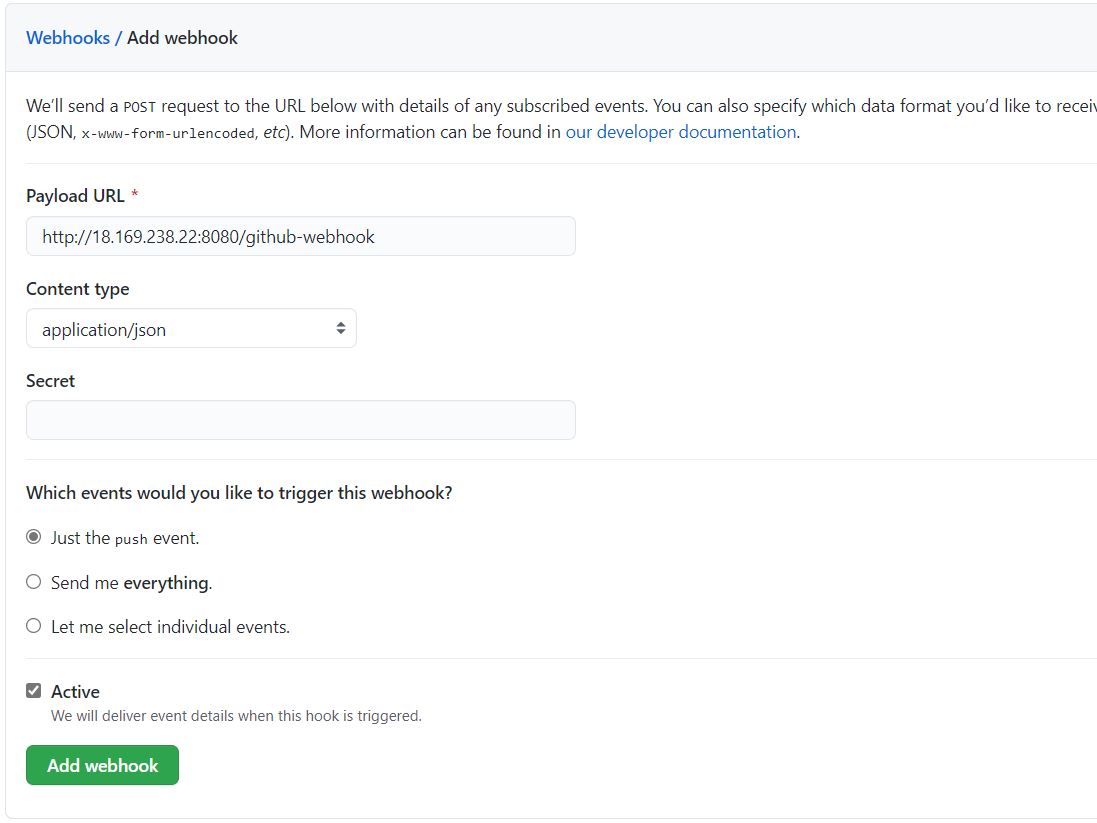 Webhooks / Add webhook
We’ll send a POST request to the URL below with details of any subscribed events. You can also specify which data format you’d like to
(JSON, x-www-form-urlencoded, etc). More information can be found in our developer documentation.
Payload URL *
http://18.169.238.22:8080/github-webhook
Content type
application/json
Secret
Which events would you like to trigger this webhook?
Just the push event.
Send me everything.
Let me select individual events.
Active
We will deliver event details when this hook is triggered.
Add webhook